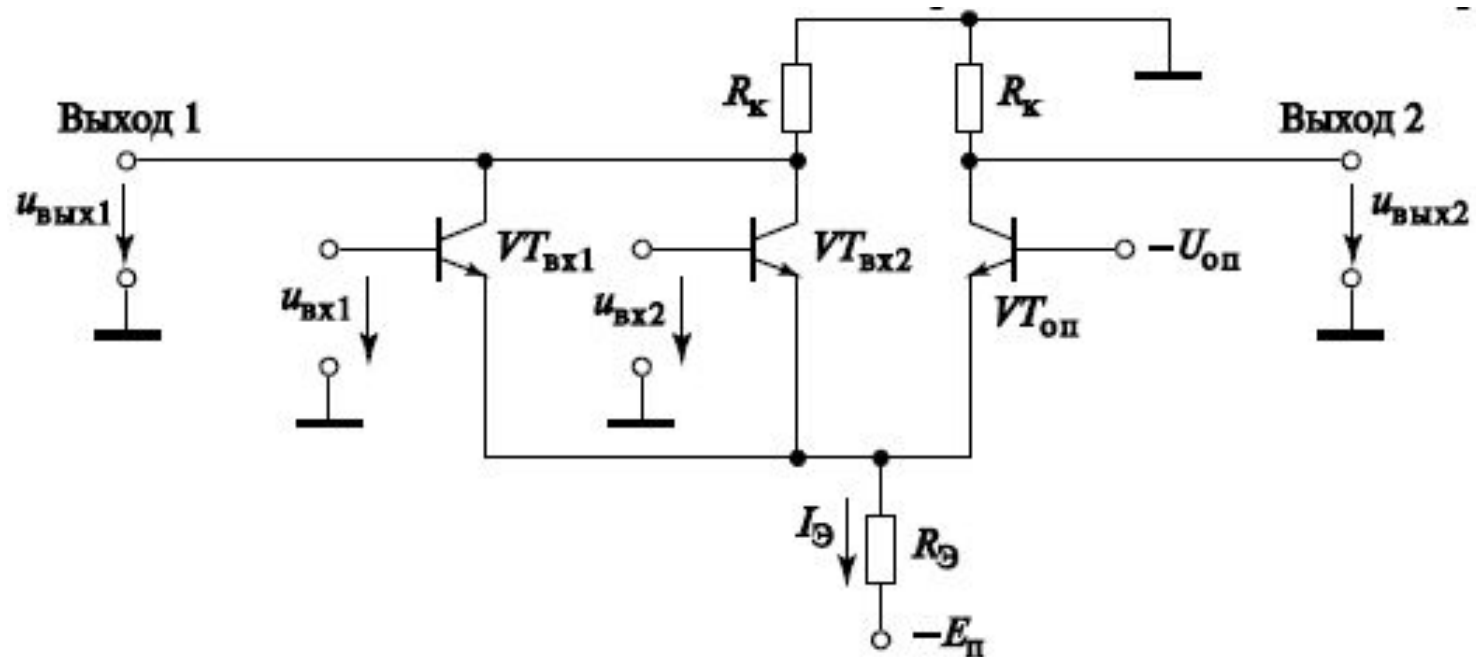 Rк
Rк
Выход 1
Выход 2
uвых1
uвых2
VTвх1
VTвх2
−Uоп
uвх1
uвх2
VTоп
IЭ
RЭ
−Eп